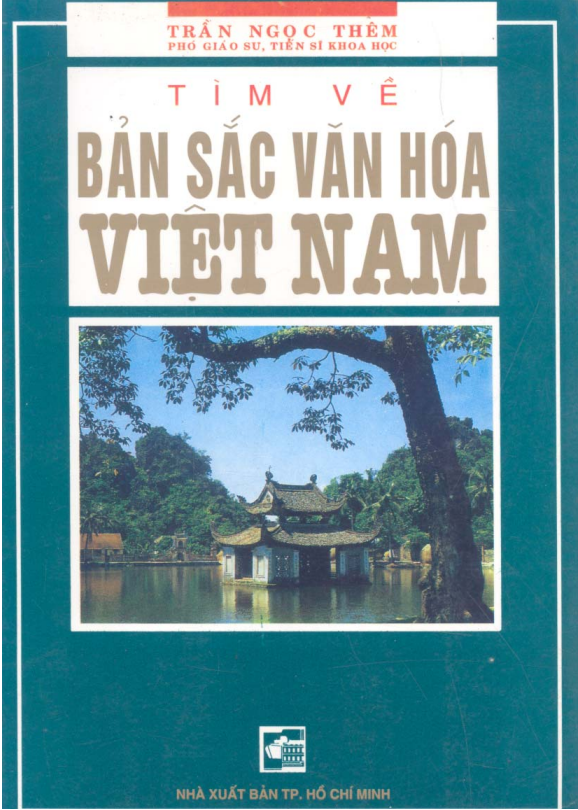 TRẦN NGỌC THÊM
PHÓ GIÁO SƯ, TIẾN SĨ KHOA HỌC
TÌM VỀ
BẢN SẮC VĂN HÓA
VIỆT NAM
NHÀ XUẤT BẢN TP. HỒ CHÍ MINH